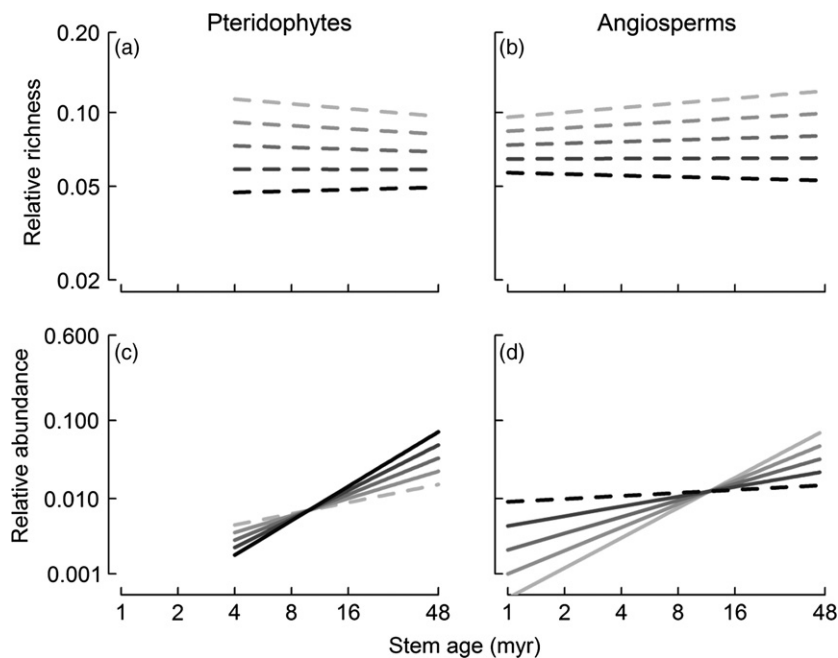 Pteridophytes
Angiosperms
(a)
(b)
Relative richness
0.20
0.10
0.05
0.02
(c)
(d)
Relative abundance
0.600
0.100
0.010
0.001
1 2 4 8 16 48
1 2 4 8 16 48
Stem age (myr)